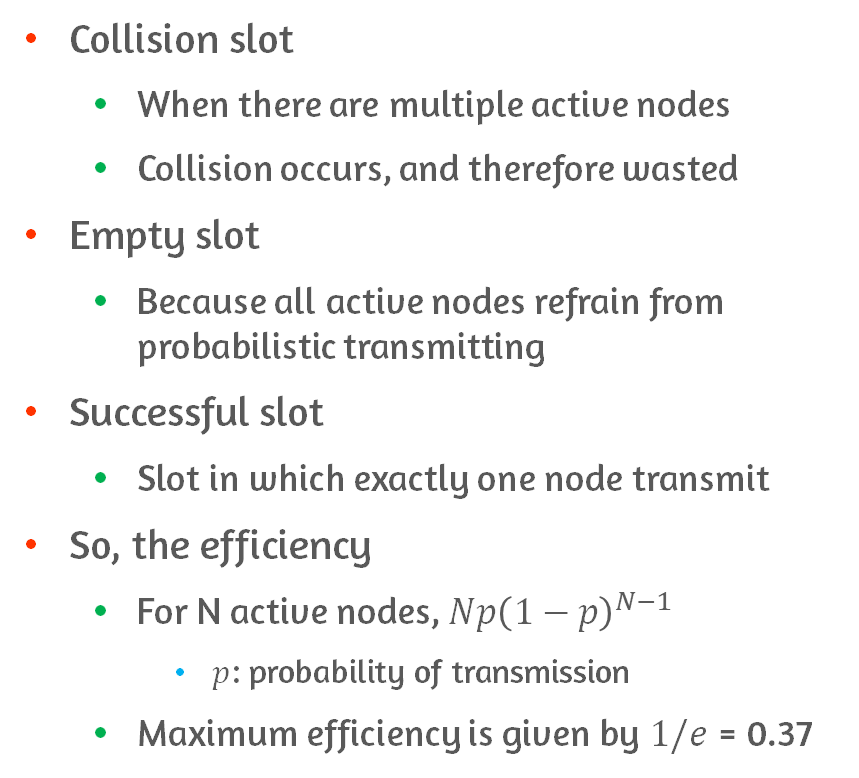 • Collision slot
• When there are multiple active nodes
• Collision occurs, and therefore wasted
• Empty slot
• Because all active nodes refrain from
probabilistic transmitting
• Successful slot
• Slot in which exactly one node transmit
• So, the efficiency
• For N active nodes, $Np(1-p)^{N-1}$
• $p$: probability of transmission
• Maximum efficiency is given by $1/e$ = 0.37